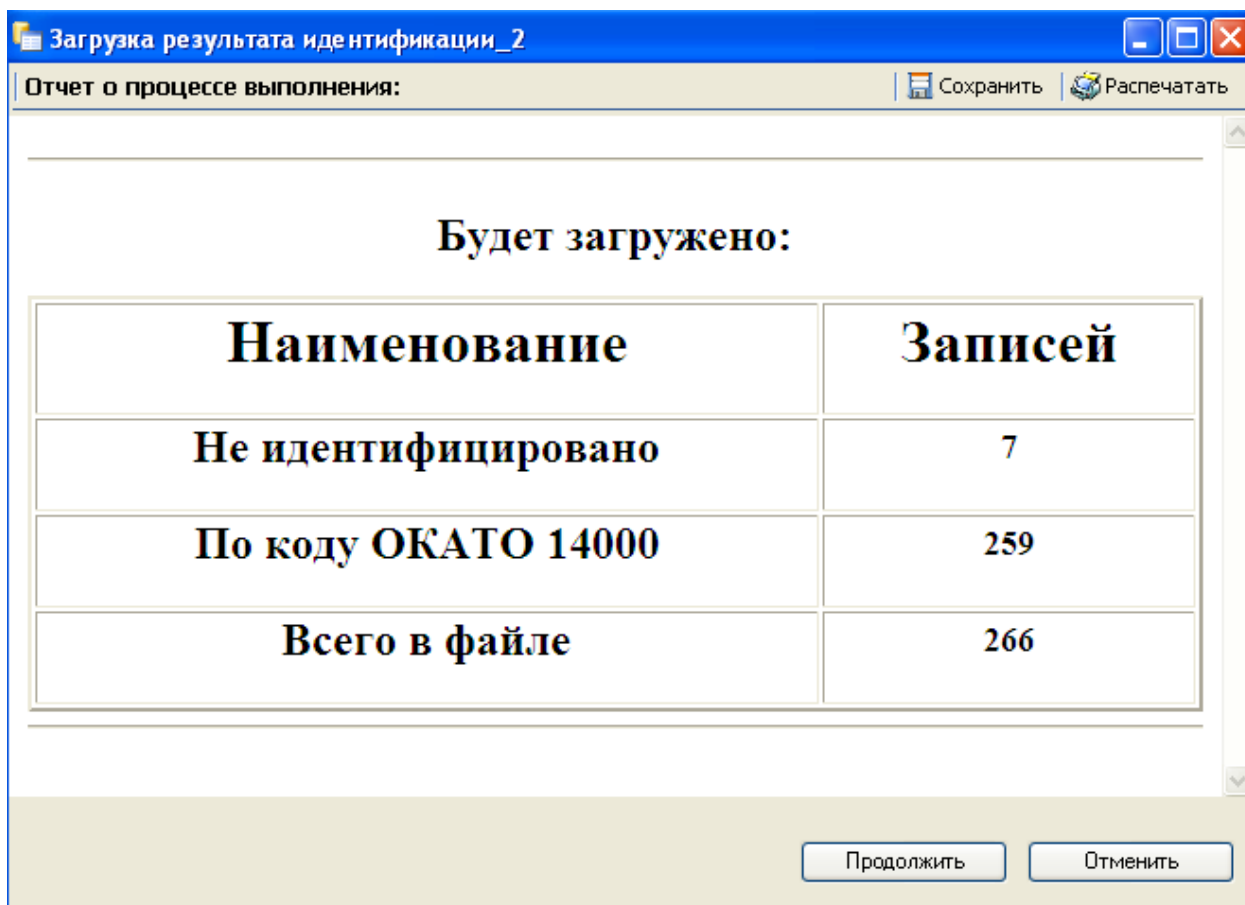 Загрузка результата идентификации_2
Отчет о процессе выполнения: Сохранить Распечатать
Будет загружено:
Наименование Записей
Не идентифицировано 7
По коду ОКАТО 14000 259
Всего в файле 266
Продолжить Отменить